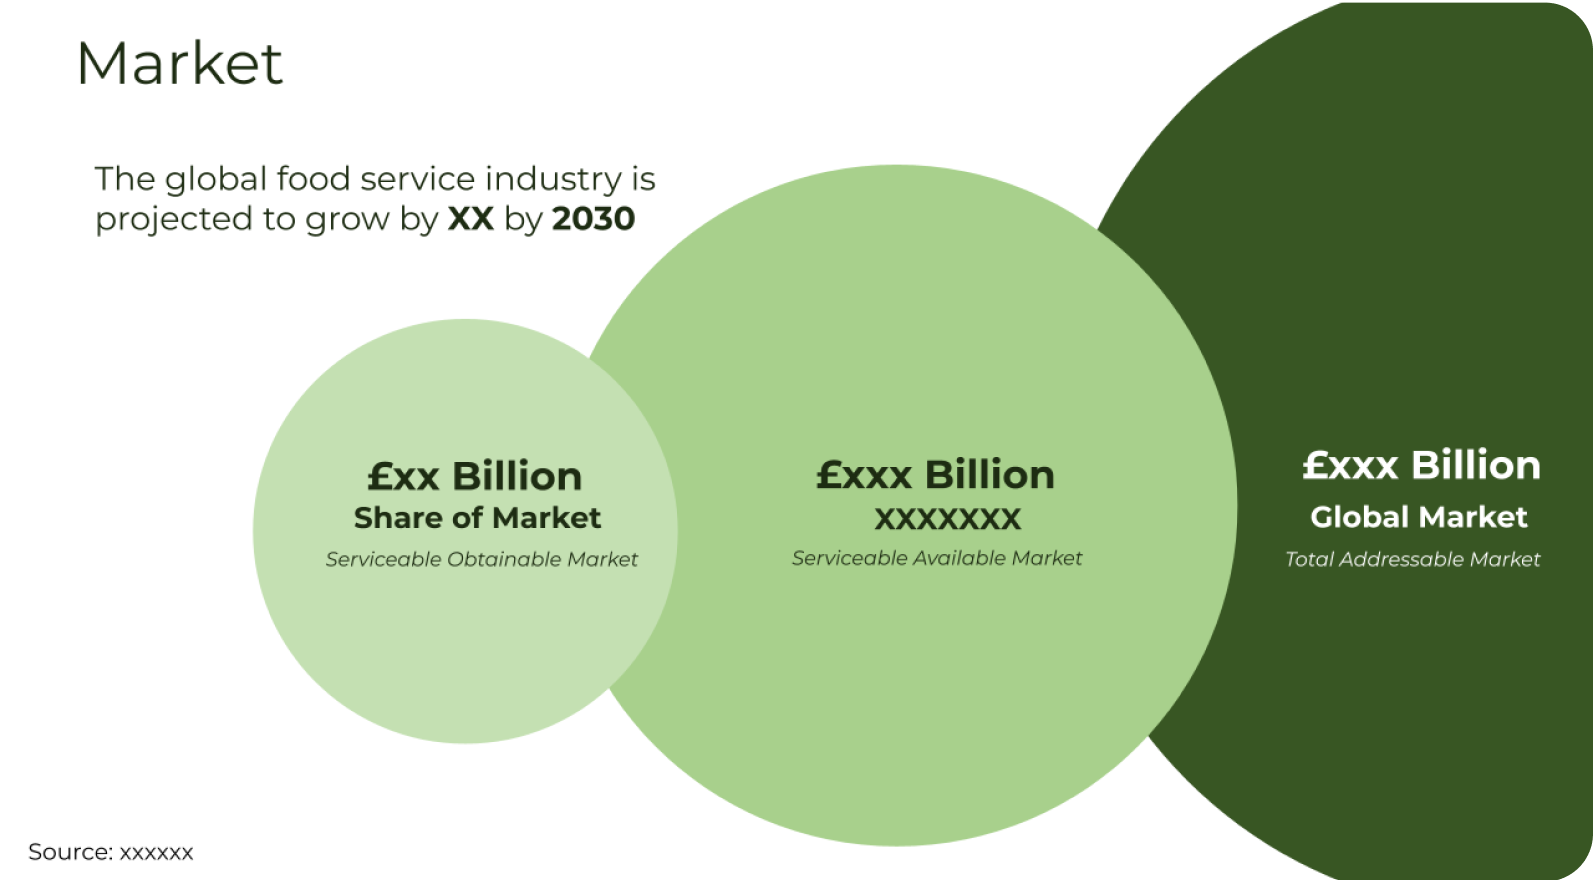 Market
The global food service industry is
projected to grow by XX by 2030
£xx Billion
Share of Market
Serviceable Obtainable Market
£xxx Billion
XXXXXXX
Serviceable Available Market
£xxx Billion
Global Market
Total Addressable Market
Source: xxxxxx